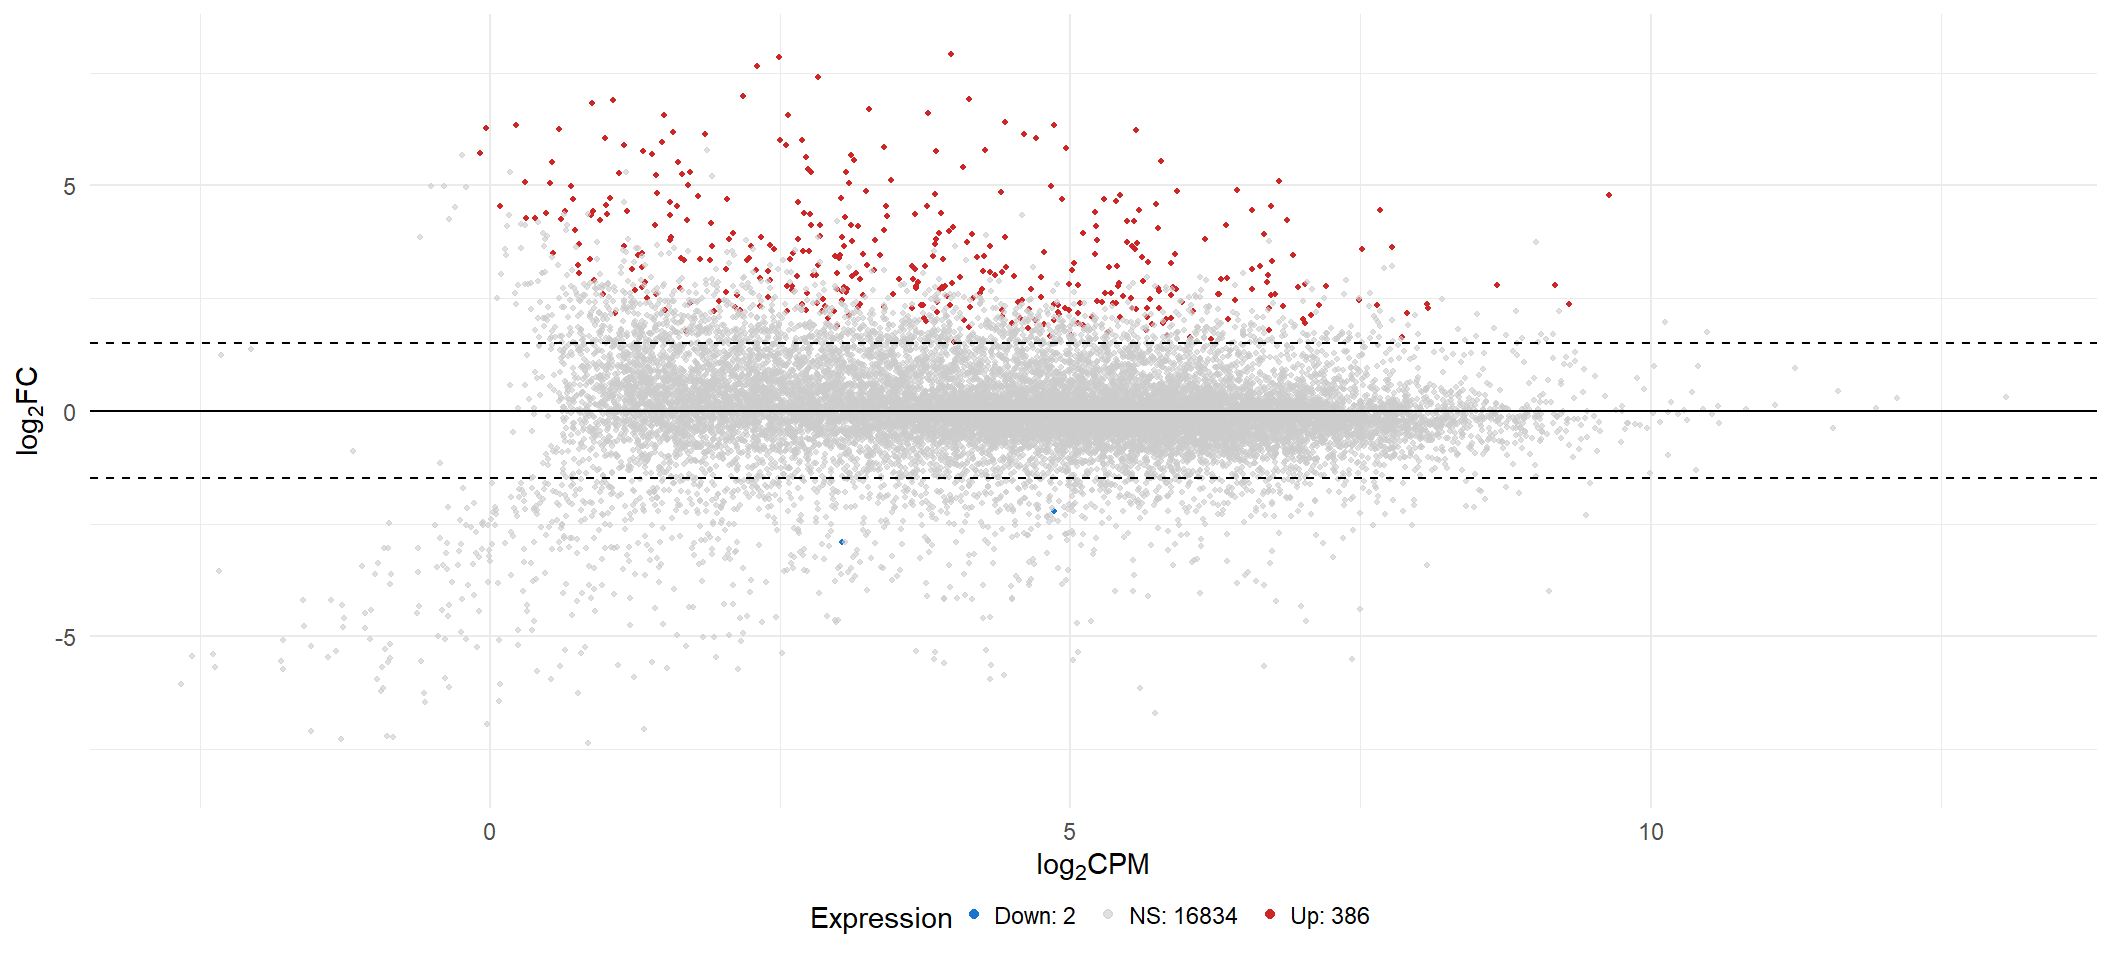 log₂FC
5
0
-5
0 5 10
log₂CPM
Expression Down: 2 NS: 16834 Up: 386